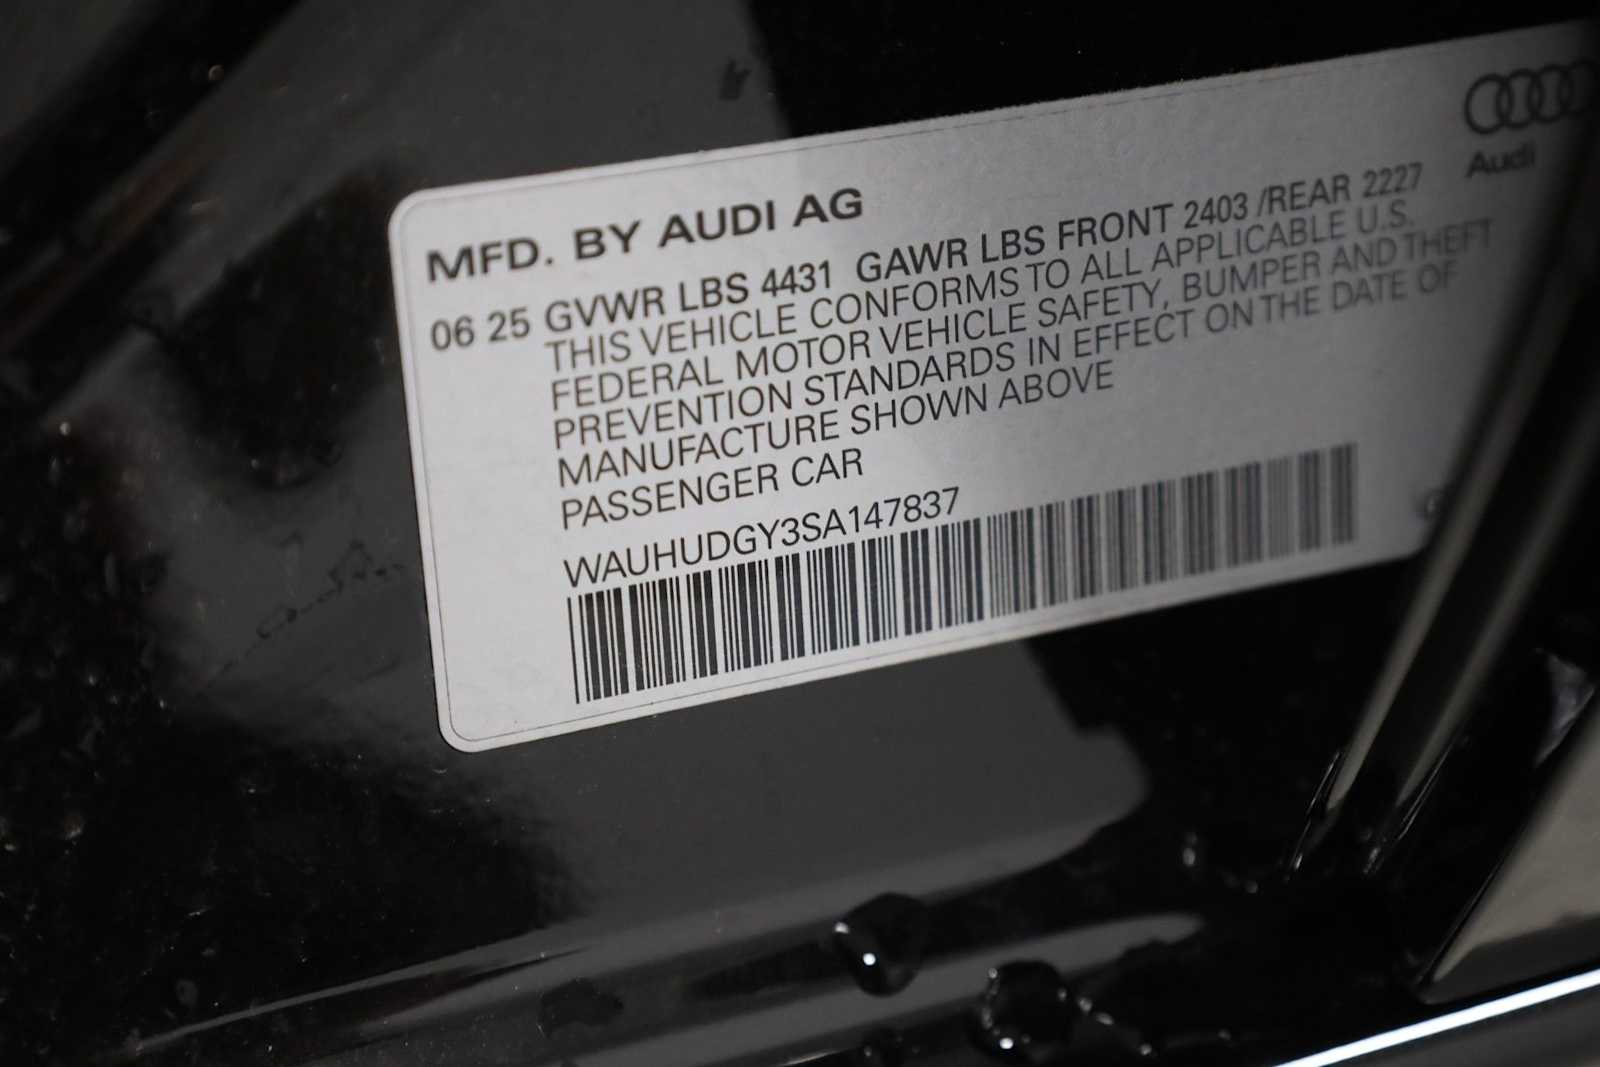 Audi
MFD. BY AUDI AG
06 25 GVWR LBS 4431 GAWR LBS FRONT 2403 /REAR 2227
THIS VEHICLE CONFORMS TO ALL APPLICABLE U.S.
FEDERAL MOTOR VEHICLE SAFETY, BUMPER AND THEFT
PREVENTION STANDARDS IN EFFECT ON THE DATE OF
MANUFACTURE SHOWN ABOVE
PASSENGER CAR
WAUHUDGY3SA147837